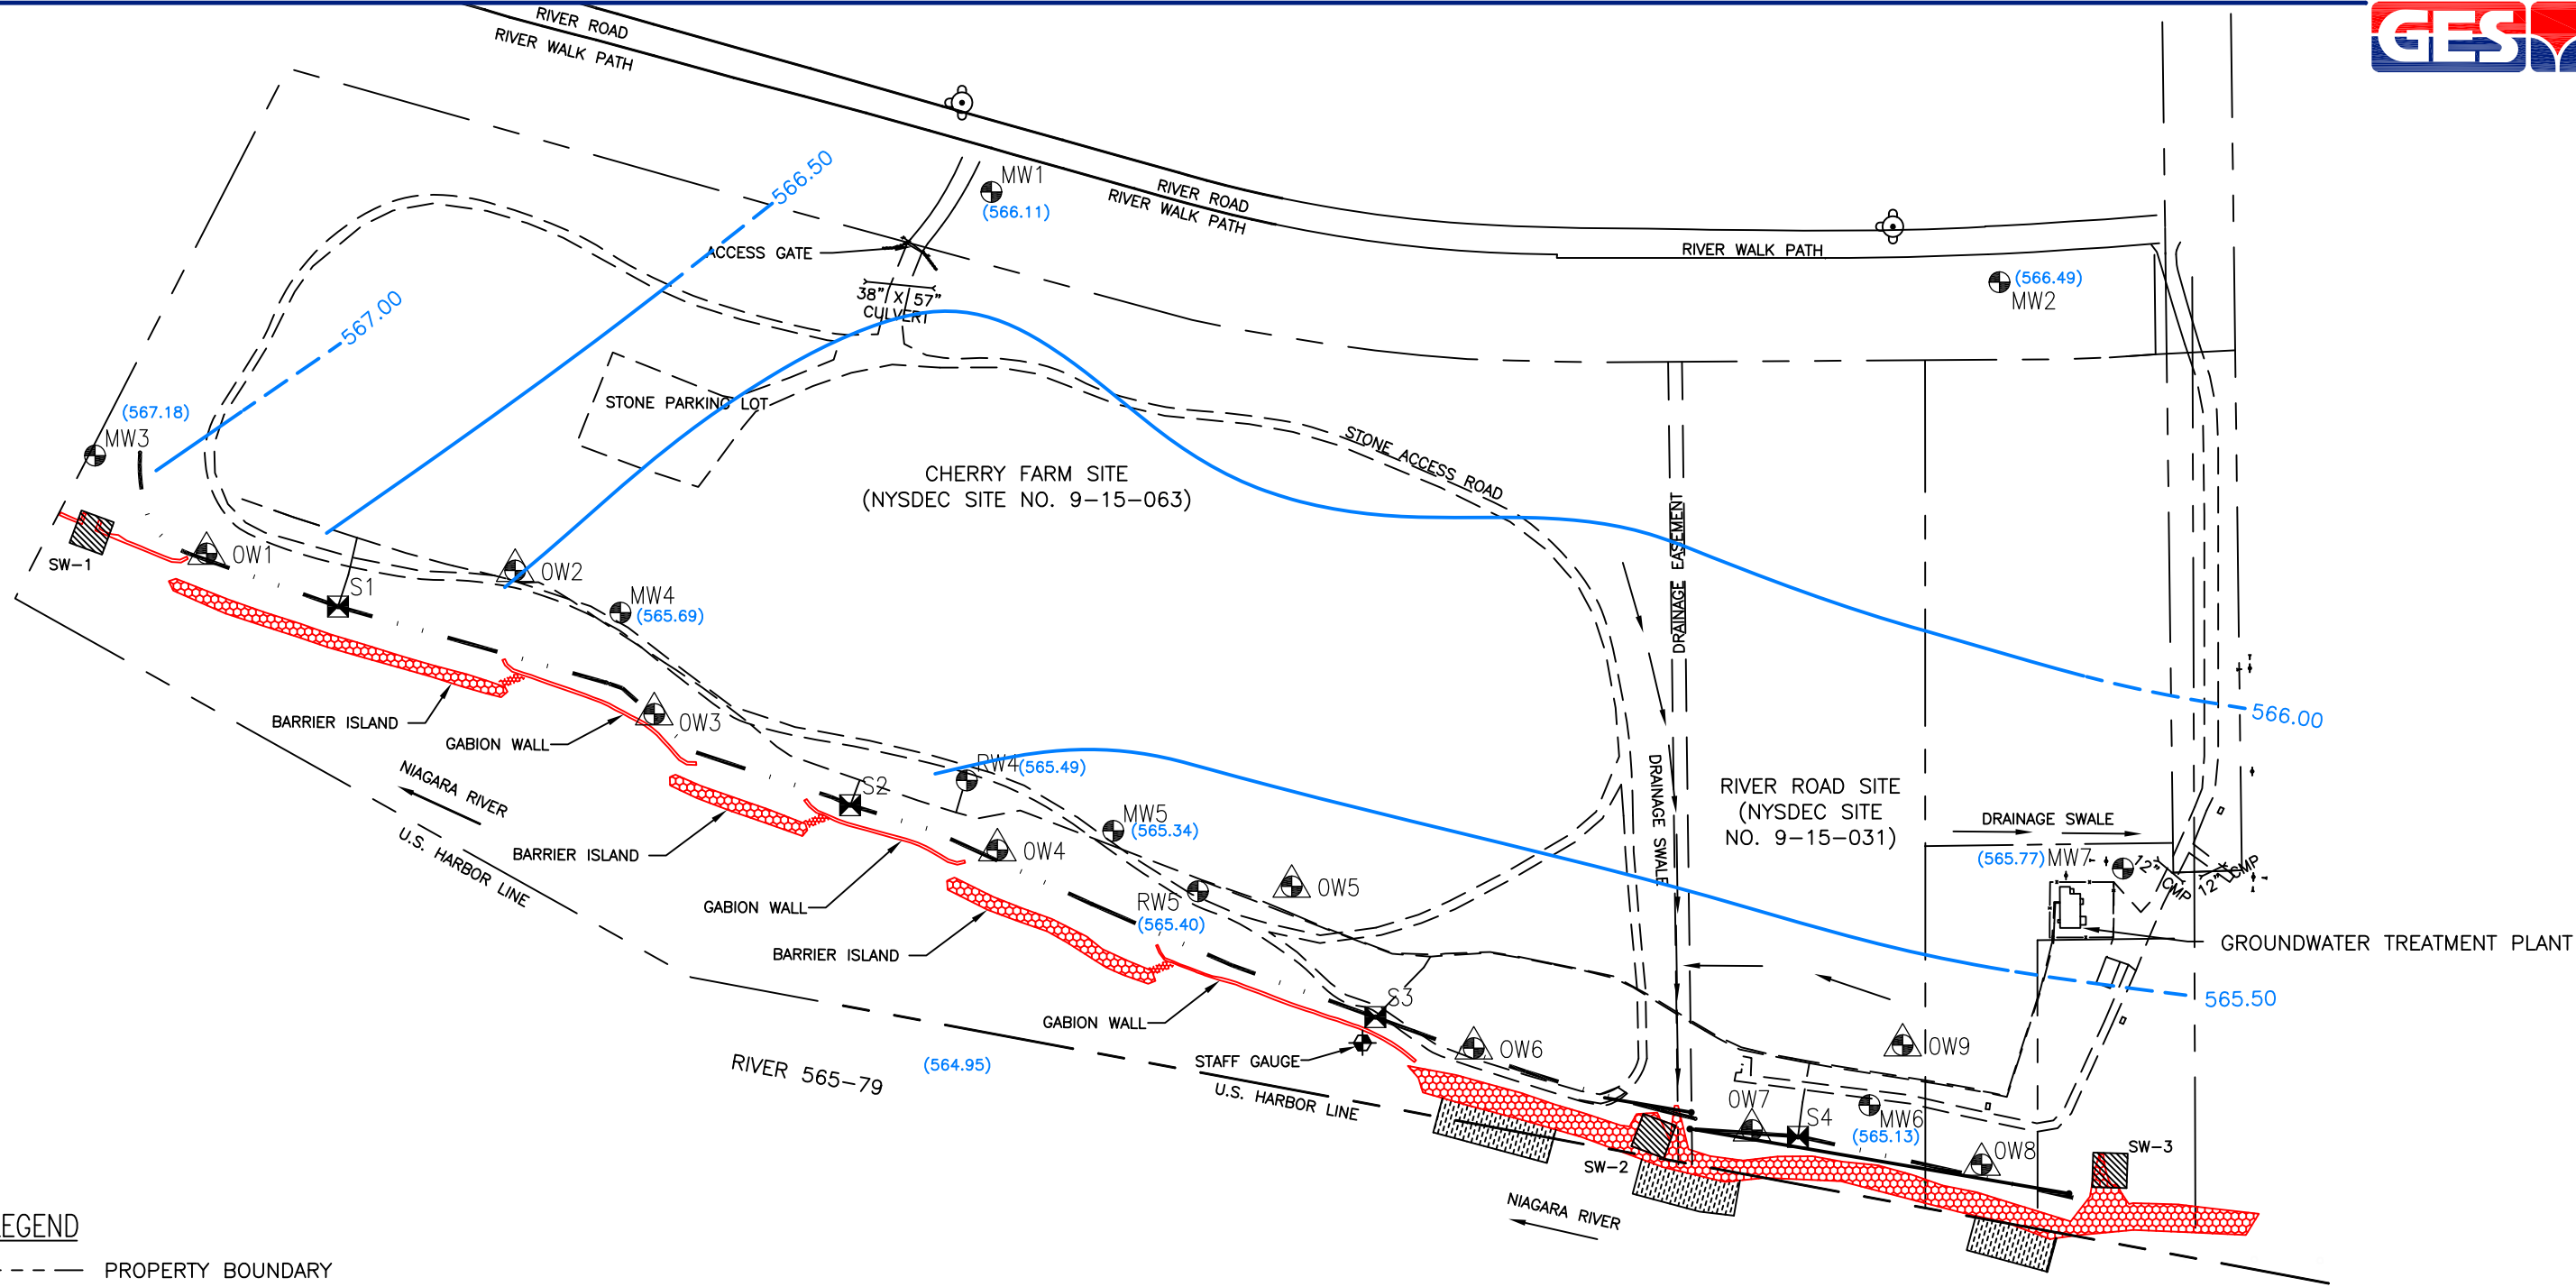 RIVER ROAD
RIVER WALK PATH
GES
566.50
MW1
(566.11)
RIVER ROAD
RIVER WALK PATH
ACCESS GATE
RIVER WALK PATH
(566.49)
MW2
38" X 57"
CULVERT
567.00
(567.18)
MW3
STONE PARKING LOT
STONE ACCESS ROAD
CHERRY FARM SITE
(NYSDEC SITE NO. 9-15-063)
DRAINAGE EASEMENT
SW-1
OW1
S1
OW2
MW4
(565.69)
BARRIER ISLAND
GABION WALL
OW3
566.00
NIAGARA RIVER
U.S. HARBOR LINE
S2
RW4
(565.49)
MW5
(565.34)
DRAINAGE SWALE
RIVER ROAD SITE
(NYSDEC SITE
NO. 9-15-031)
DRAINAGE SWALE
(565.77)
MW7
12" CMP
12" CMP
BARRIER ISLAND
OW4
OW5
GABION WALL
RW5
(565.40)
BARRIER ISLAND
GROUNDWATER TREATMENT PLANT
565.50
S3
GABION WALL
STAFF GAUGE
OW6
OW9
RIVER 565-79
(564.95)
U.S. HARBOR LINE
OW7
S4
MW6
(565.13)
OW8
SW-2
SW-3
NIAGARA RIVER
EGEND
PROPERTY BOUNDARY